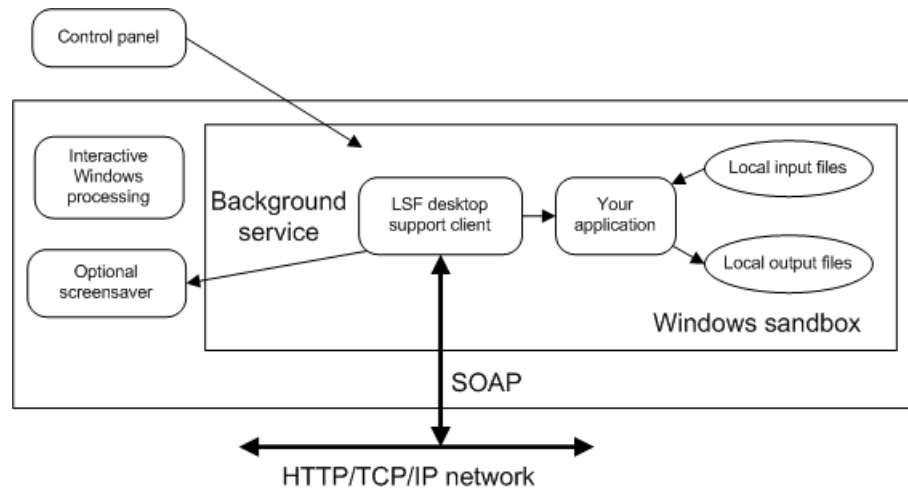 Control panel
Interactive
Windows
processing
Background
service
LSF desktop
support client
Your
application
Local input files
Optional
screensaver
Local output files
Windows sandbox
SOAP
HTTP/TCP/IP network